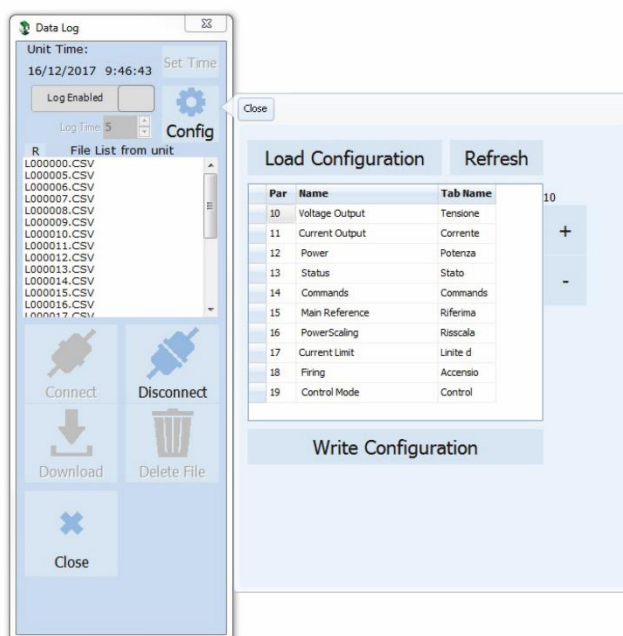 Data Log
Unit Time:
16/12/2017 9:46:43
Set Time
Log Enabled
Log Time 5
Config
R File List from unit
L000000.CSV
L000005.CSV
L000006.CSV
L000007.CSV
L000008.CSV
L000009.CSV
L000010.CSV
L000011.CSV
L000012.CSV
L000013.CSV
L000014.CSV
L000015.CSV
L000016.CSV
L000017.CSV
Connect Disconnect
Download Delete File
Close
Close
Load Configuration Refresh
Par Name Tab Name
10 Voltage Output Tensione
11 Current Output Corrente
12 Power Potenza
13 Status Stato
14 Commands Commands
15 Main Reference Riferima
16 PowerScaling Risscala
17 Current Limit Linite d
18 Firing Accensio
19 Control Mode Control
10
+
-
Write Configuration